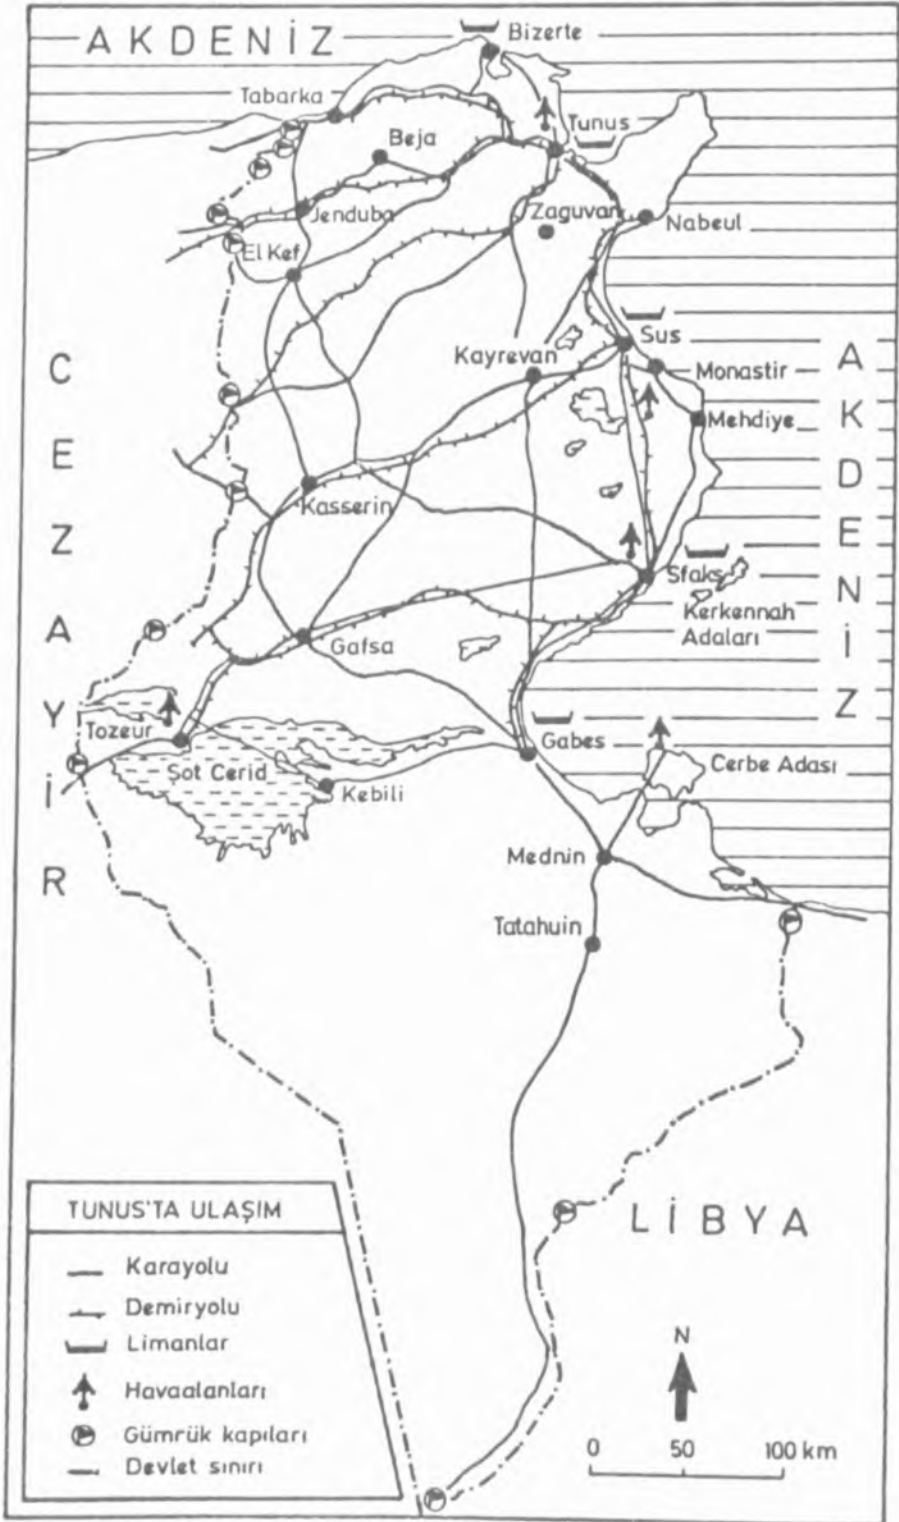 AKDENİZ
Bizerte
Tabarka
Tunus
Beja
Jenduba
Zaguvan
Nabeul
El Kef
Sus
Kayrevan
Monastir
Mehdiye
CEZAYİR
AKDENİZ
Kasserin
Sfaks
Kerkennah
Adaları
Gafsa
Tozeur
Gabes
Şot Cerid
Cerbe Adası
Kebili
Mednin
Tatahuin
LİBYA
TUNUS'TA ULAŞIM
Karayolu
Demiryolu
Limanlar
Havaalanları
Gümrük kapıları
Devlet sınırı
N
0 50 100 km